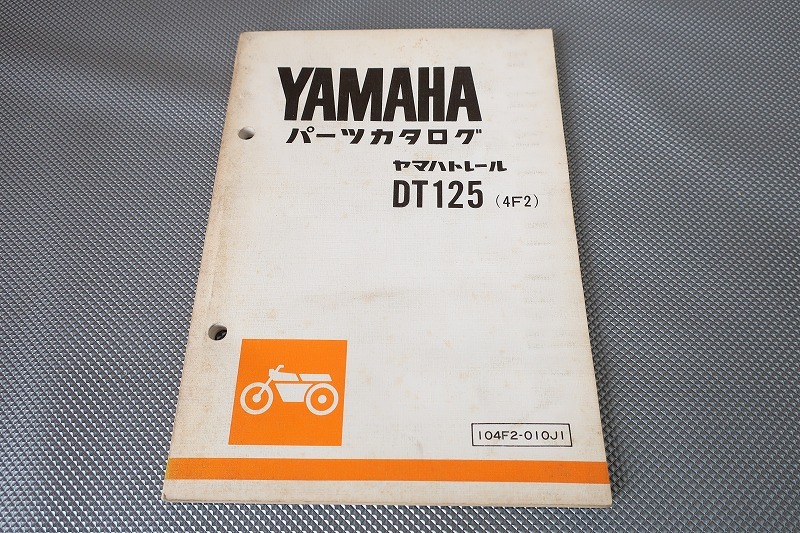 YAMAHA
パーツカタログ
ヤマハトレール
DT125 (4F2)
104F2-010J1